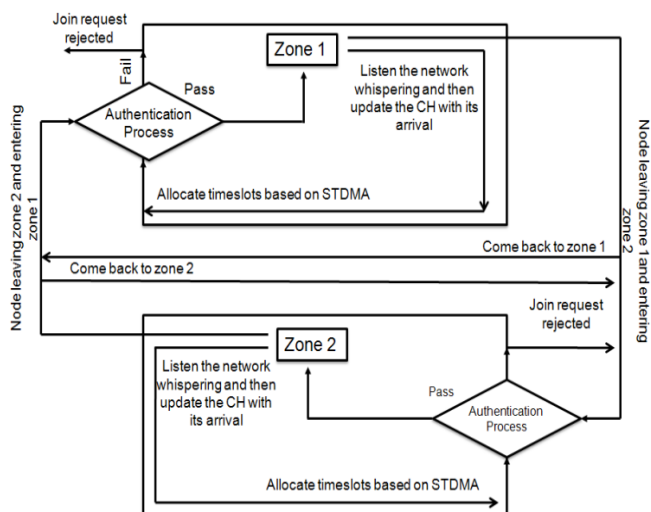 Join request
rejected
Fail
Pass
Zone 1
Listen the network
whispering and then
update the CH with its
arrival
Authentication
Process
Allocate timeslots based on STDMA
Node leaving zone 2 and entering
zone 1
Node leaving zone 1 and entering
zone 2
Come back to zone 1
Come back to zone 2
Join request
rejected
Zone 2
Listen the network
whispering and then
update the CH with
its arrival
Pass
Authentication
Process
Allocate timeslots based on STDMA